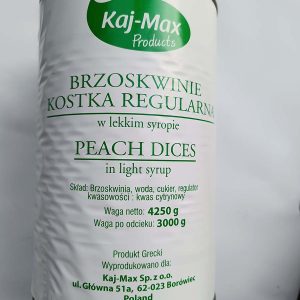 Kaj-Max
Products
BRZOSKWINIE
KOSTKA REGULARNA
w lekkim syropie
PEACH DICES
in light syrup
Skład: Brzoskwinia, woda, cukier, regulator
kwasowości : kwas cytrynowy
Waga netto: 4250 g
Waga po odcieku: 3000 g
Produkt Grecki
Wyprodukowano dla:
Kaj-Max Sp. z o.o.
ul. Główna 51a, 62-023 Borówiec
Poland